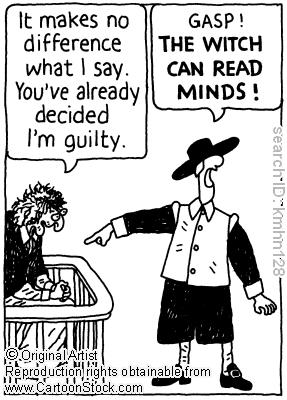 It makes no
difference
what I say.
You've already
decided
I'm guilty.
GASP!
THE WITCH
CAN READ
MINDS!
search ID: kmhn128
© Original Artist
Reproduction rights obtainable from
www.CartoonStock.com